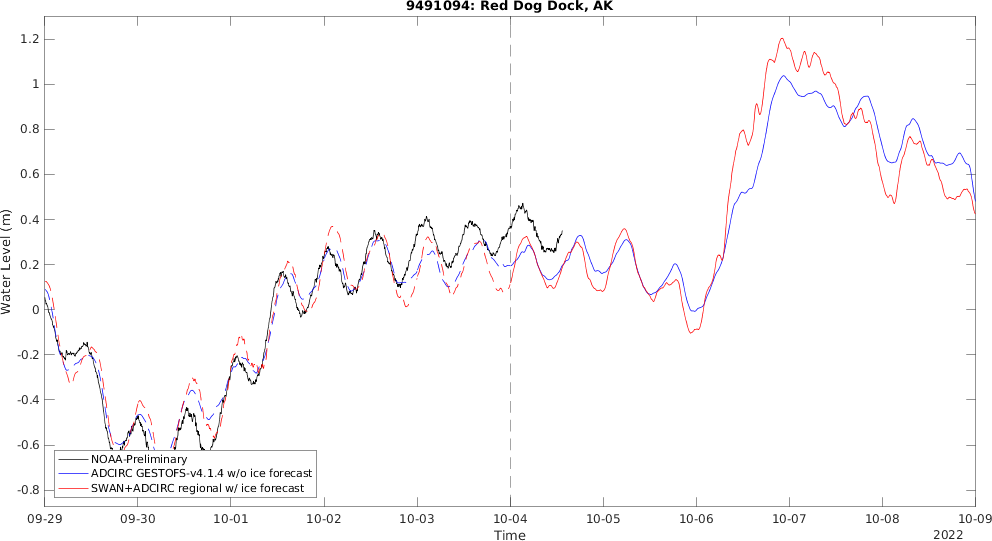 9491094: Red Dog Dock, AK
Water Level (m)
1.2
1
0.8
0.6
0.4
0.2
0
-0.2
-0.4
-0.6
-0.8
NOAA-Preliminary
ADCIRC GESTOFS-v4.1.4 w/o ice forecast
SWAN+ADCIRC regional w/ ice forecast
09-29 09-30 10-01 10-02 10-03 10-04 10-05 10-06 10-07 10-08 10-09
Time
2022